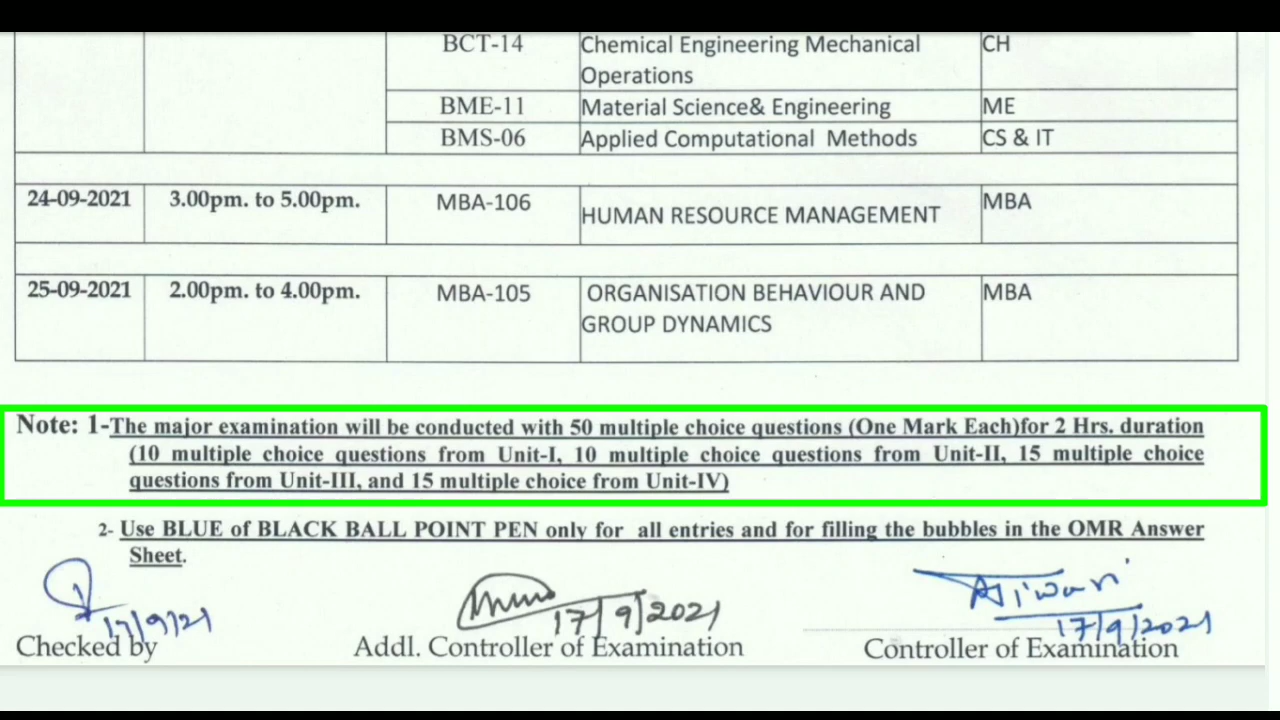 BCT-14 Chemical Engineering Mechanical CH
Operations
BME-11 Material Science& Engineering ME
BMS-06 Applied Computational Methods CS & IT
24-09-2021 3.00pm. to 5.00pm. MBA-106 HUMAN RESOURCE MANAGEMENT MBA
25-09-2021 2.00pm. to 4.00pm. MBA-105 ORGANISATION BEHAVIOUR AND MBA
GROUP DYNAMICS
Note: 1-The major examination will be conducted with 50 multiple choice questions (One Mark Each)for 2 Hrs. duration
(10 multiple choice questions from Unit-I, 10 multiple choice questions from Unit-II, 15 multiple choice
questions from Unit-III, and 15 multiple choice from Unit-IV)
2- Use BLUE of BLACK BALL POINT PEN only for all entries and for filling the bubbles in the OMR Answer
Sheet.
17/9/21 17/9/2021 17/9/2021
Checked by Addl. Controller of Examination Controller of Examination